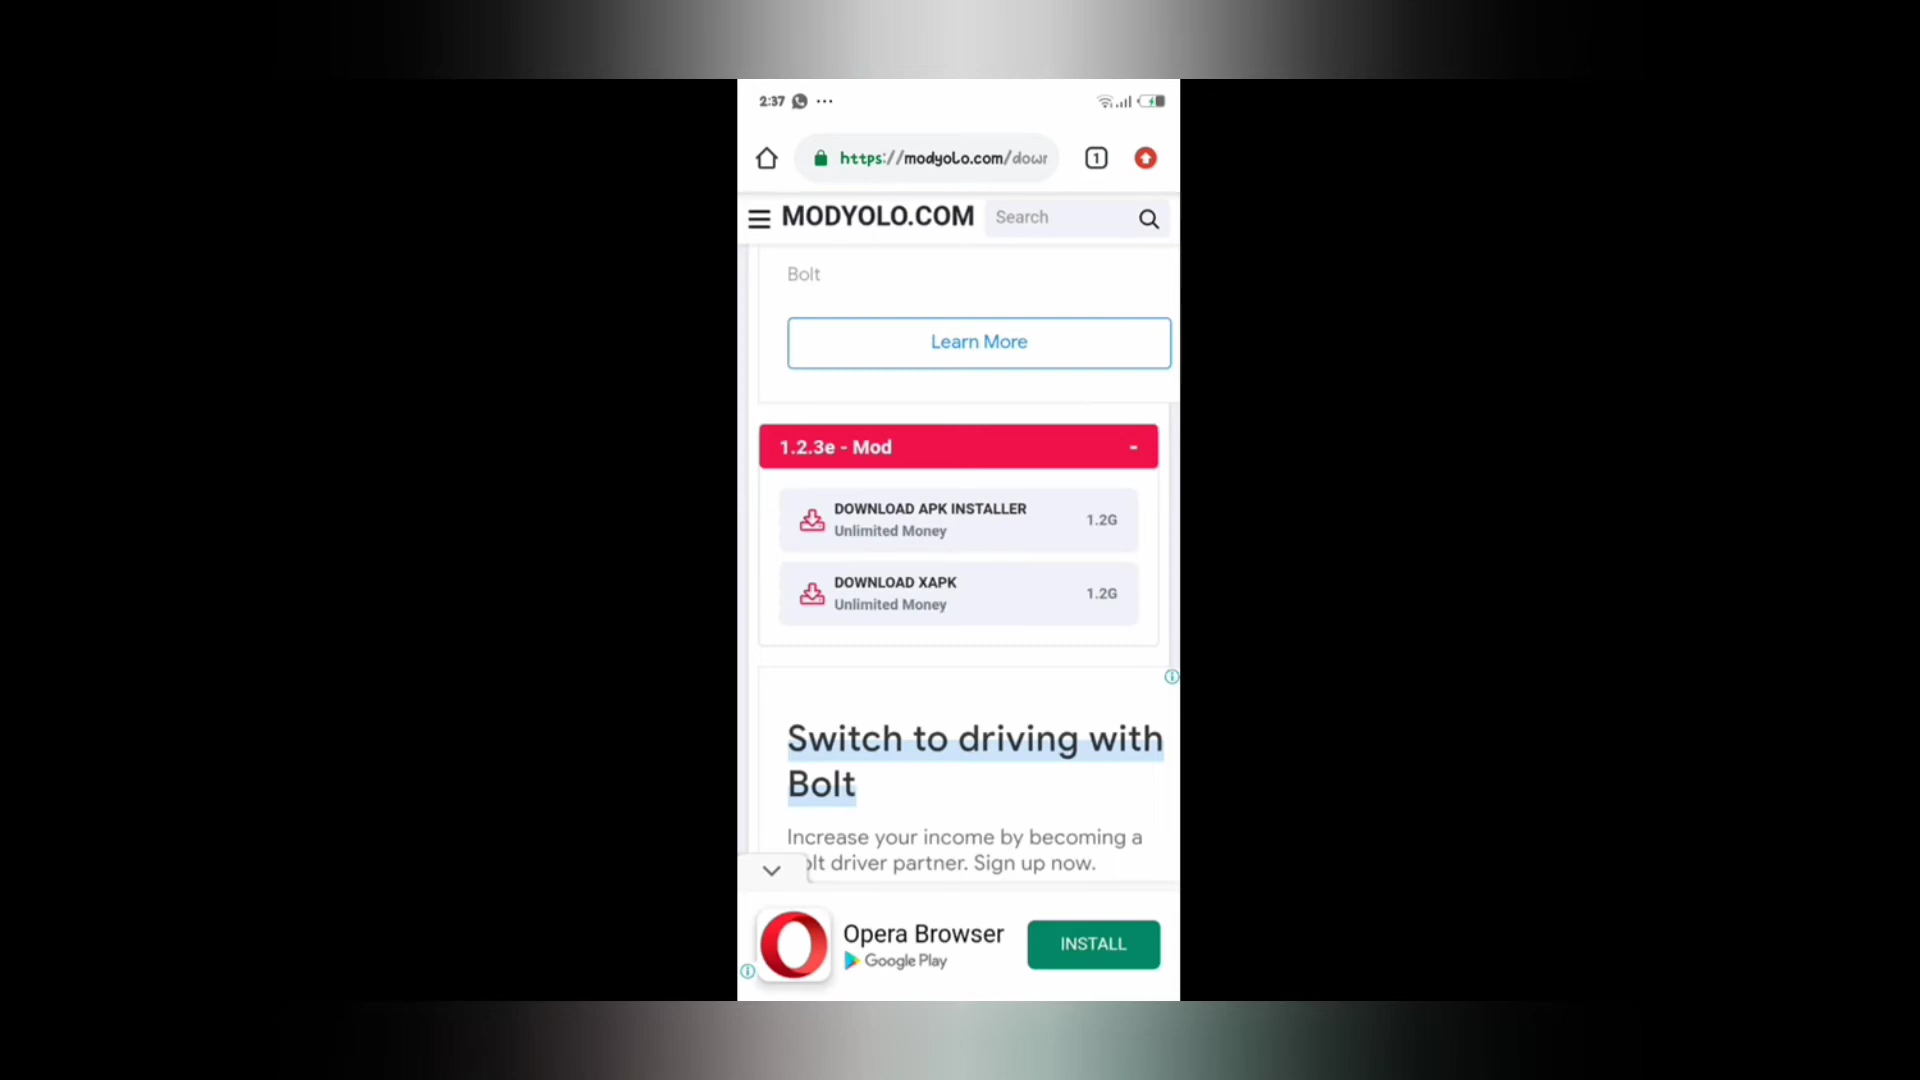 2:37
https://modyolo.com/dowr
1
MODYOLO.COM
Search
Bolt
Learn More
1.2.3e - Mod
-
DOWNLOAD APK INSTALLER
Unlimited Money
1.2G
DOWNLOAD XAPK
Unlimited Money
1.2G
Switch to driving with
Bolt
Increase your income by becoming a
olt driver partner. Sign up now.
Opera Browser
Google Play
INSTALL